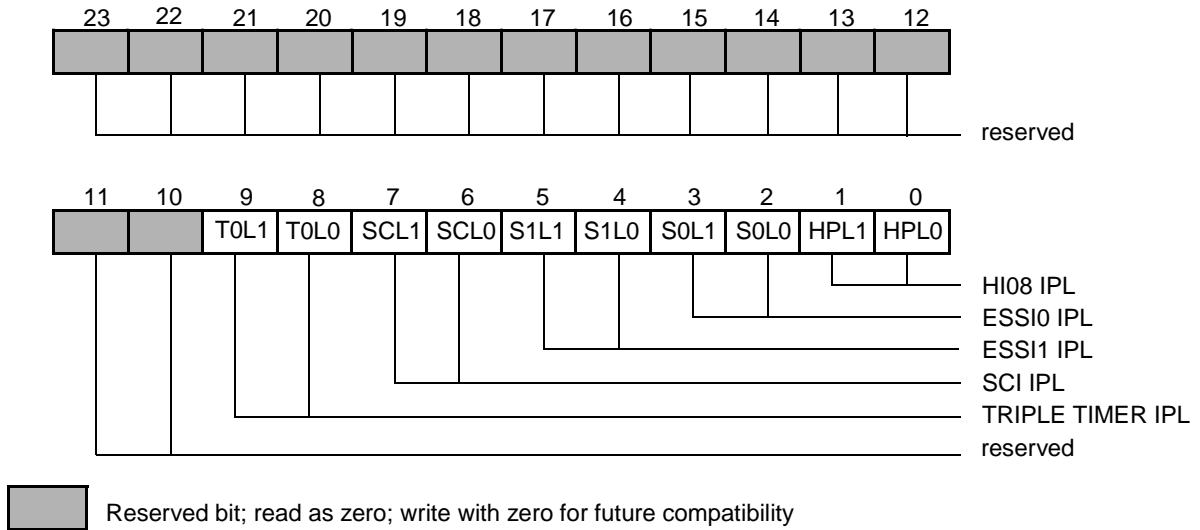 23 22 21 20 19 18 17 16 15 14 13 12
reserved
11 10 9 8 7 6 5 4 3 2 1 0
T0L1 T0L0 SCL1 SCL0 S1L1 S1L0 S0L1 S0L0 HPL1 HPL0
HI08 IPL
ESSI0 IPL
ESSI1 IPL
SCI IPL
TRIPLE TIMER IPL
reserved
Reserved bit; read as zero; write with zero for future compatibility